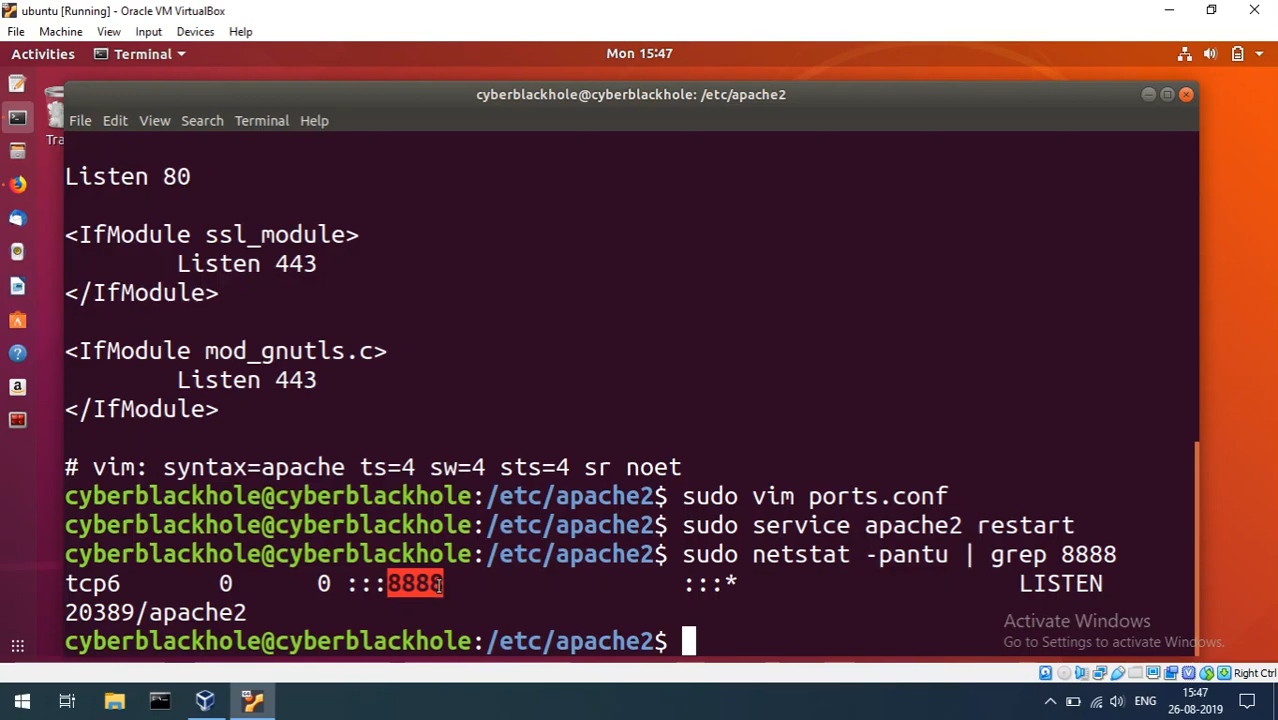 ubuntu [Running] - Oracle VM VirtualBox
File Machine View Input Devices Help
Activities Terminal Mon 15:47
Tra
cyberblackhole@cyberblackhole: /etc/apache2
File Edit View Search Terminal Help
Listen 80
<IfModule ssl_module>
Listen 443
</IfModule>
<IfModule mod_gnutls.c>
Listen 443
</IfModule>
# vim: syntax=apache ts=4 sw=4 sts=4 sr noet
cyberblackhole@cyberblackhole:/etc/apache2$ sudo vim ports.conf
cyberblackhole@cyberblackhole:/etc/apache2$ sudo service apache2 restart
cyberblackhole@cyberblackhole:/etc/apache2$ sudo netstat -pantu | grep 8888
tcp6 0 0 :::8888 :::* LISTEN
20389/apache2
cyberblackhole@cyberblackhole:/etc/apache2$
Activate Windows
Go to Settings to activate Windows.
Right Ctrl
ENG
15:47
26-08-2019